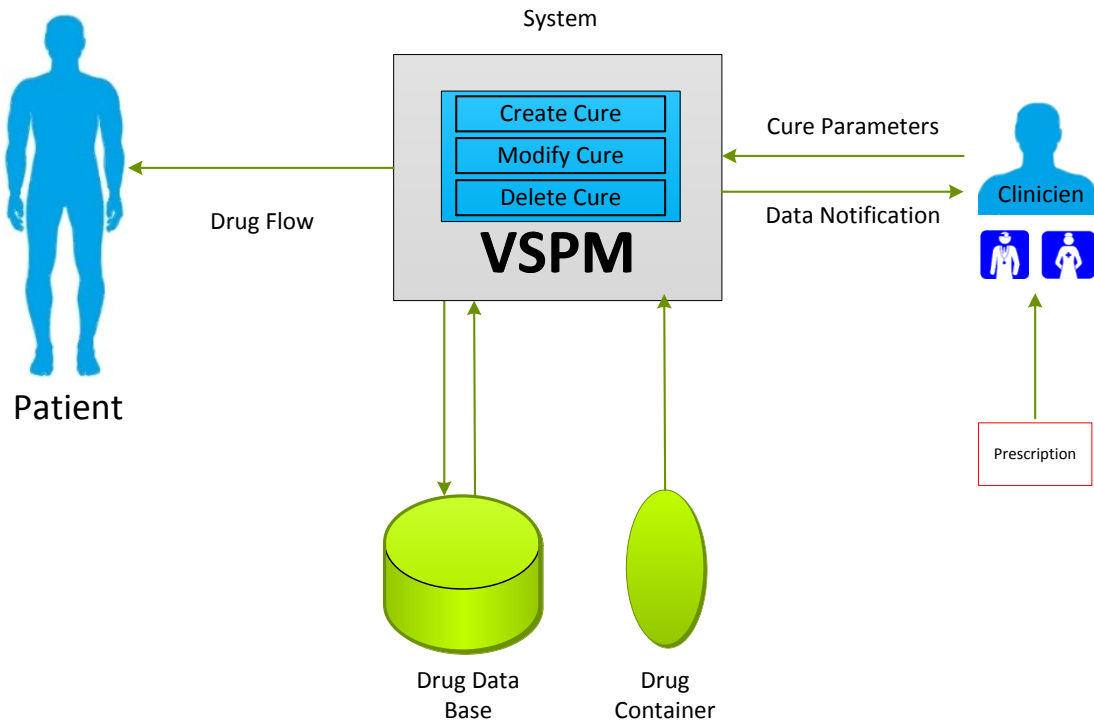 System
Create Cure
Modify Cure
Delete Cure
VSPM
Cure Parameters
Data Notification
Clinicien
Drug Flow
Patient
Prescription
Drug Data
Base
Drug
Container